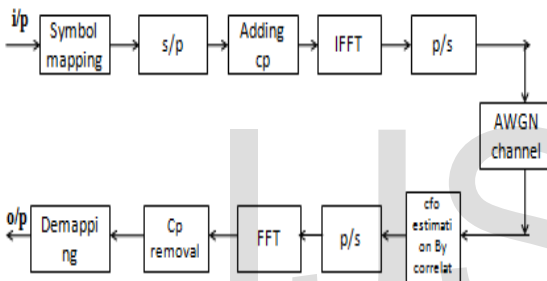 i/p
Symbol
mapping
s/p
Adding
cp
IFFT
p/s
AWGN
channel
cfo
estimati
on By
correlat
p/s
FFT
Cp
removal
Demappi
ng
o/p